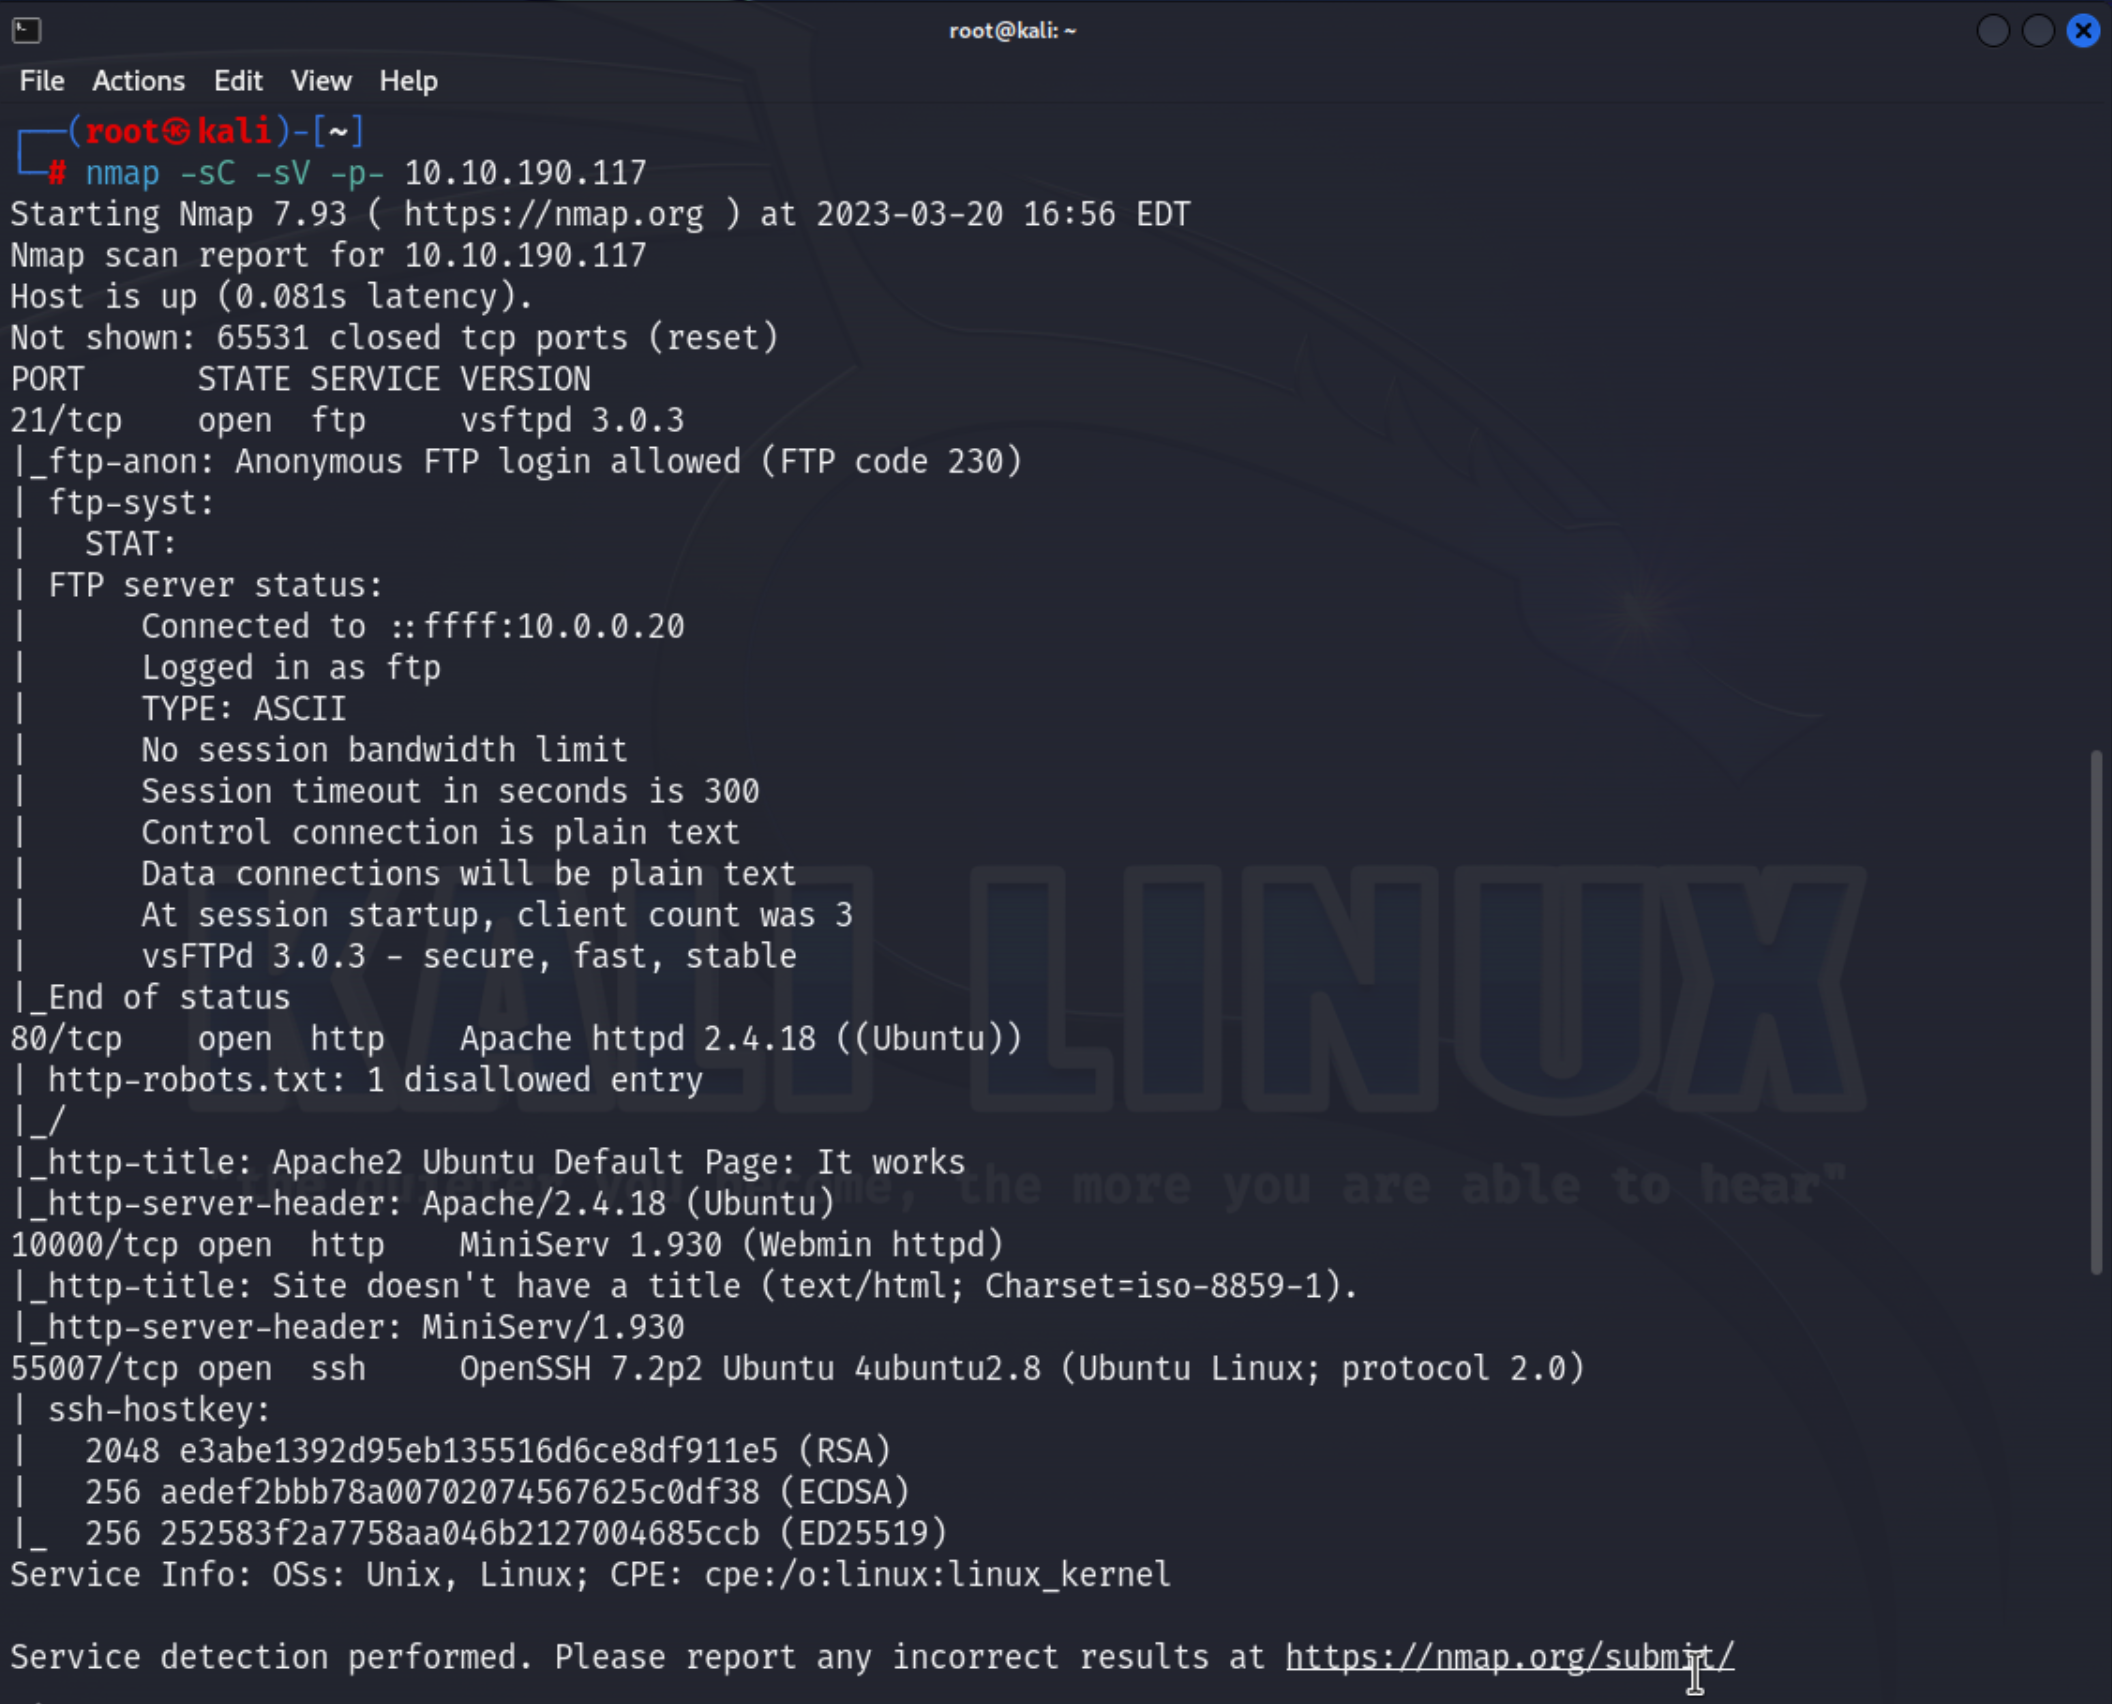 root@kali: ~
File Actions Edit View Help
┌──(root㉿kali)-[~]
└─# nmap -sC -sV -p- 10.10.190.117
Starting Nmap 7.93 ( https://nmap.org ) at 2023-03-20 16:56 EDT
Nmap scan report for 10.10.190.117
Host is up (0.081s latency).
Not shown: 65531 closed tcp ports (reset)
PORT      STATE SERVICE VERSION
21/tcp    open  ftp     vsftpd 3.0.3
|_ftp-anon: Anonymous FTP login allowed (FTP code 230)
| ftp-syst:
|   STAT:
| FTP server status:
|      Connected to ::ffff:10.0.0.20
|      Logged in as ftp
|      TYPE: ASCII
|      No session bandwidth limit
|      Session timeout in seconds is 300
|      Control connection is plain text
|      Data connections will be plain text
|      At session startup, client count was 3
|      vsFTPd 3.0.3 - secure, fast, stable
|_End of status
80/tcp    open  http    Apache httpd 2.4.18 ((Ubuntu))
| http-robots.txt: 1 disallowed entry
|_/
|_http-title: Apache2 Ubuntu Default Page: It works
|_http-server-header: Apache/2.4.18 (Ubuntu)
10000/tcp open  http    MiniServ 1.930 (Webmin httpd)
|_http-title: Site doesn't have a title (text/html; Charset=iso-8859-1).
|_http-server-header: MiniServ/1.930
55007/tcp open  ssh     OpenSSH 7.2p2 Ubuntu 4ubuntu2.8 (Ubuntu Linux; protocol 2.0)
| ssh-hostkey:
|   2048 e3abe1392d95eb135516d6ce8df911e5 (RSA)
|   256 aedef2bbb78a00702074567625c0df38 (ECDSA)
|_  256 252583f2a7758aa046b2127004685ccb (ED25519)
Service Info: OSs: Unix, Linux; CPE: cpe:/o:linux:linux_kernel
Service detection performed. Please report any incorrect results at https://nmap.org/submit/
KALI LINUX
"the quieter you become, the more you are able to hear"